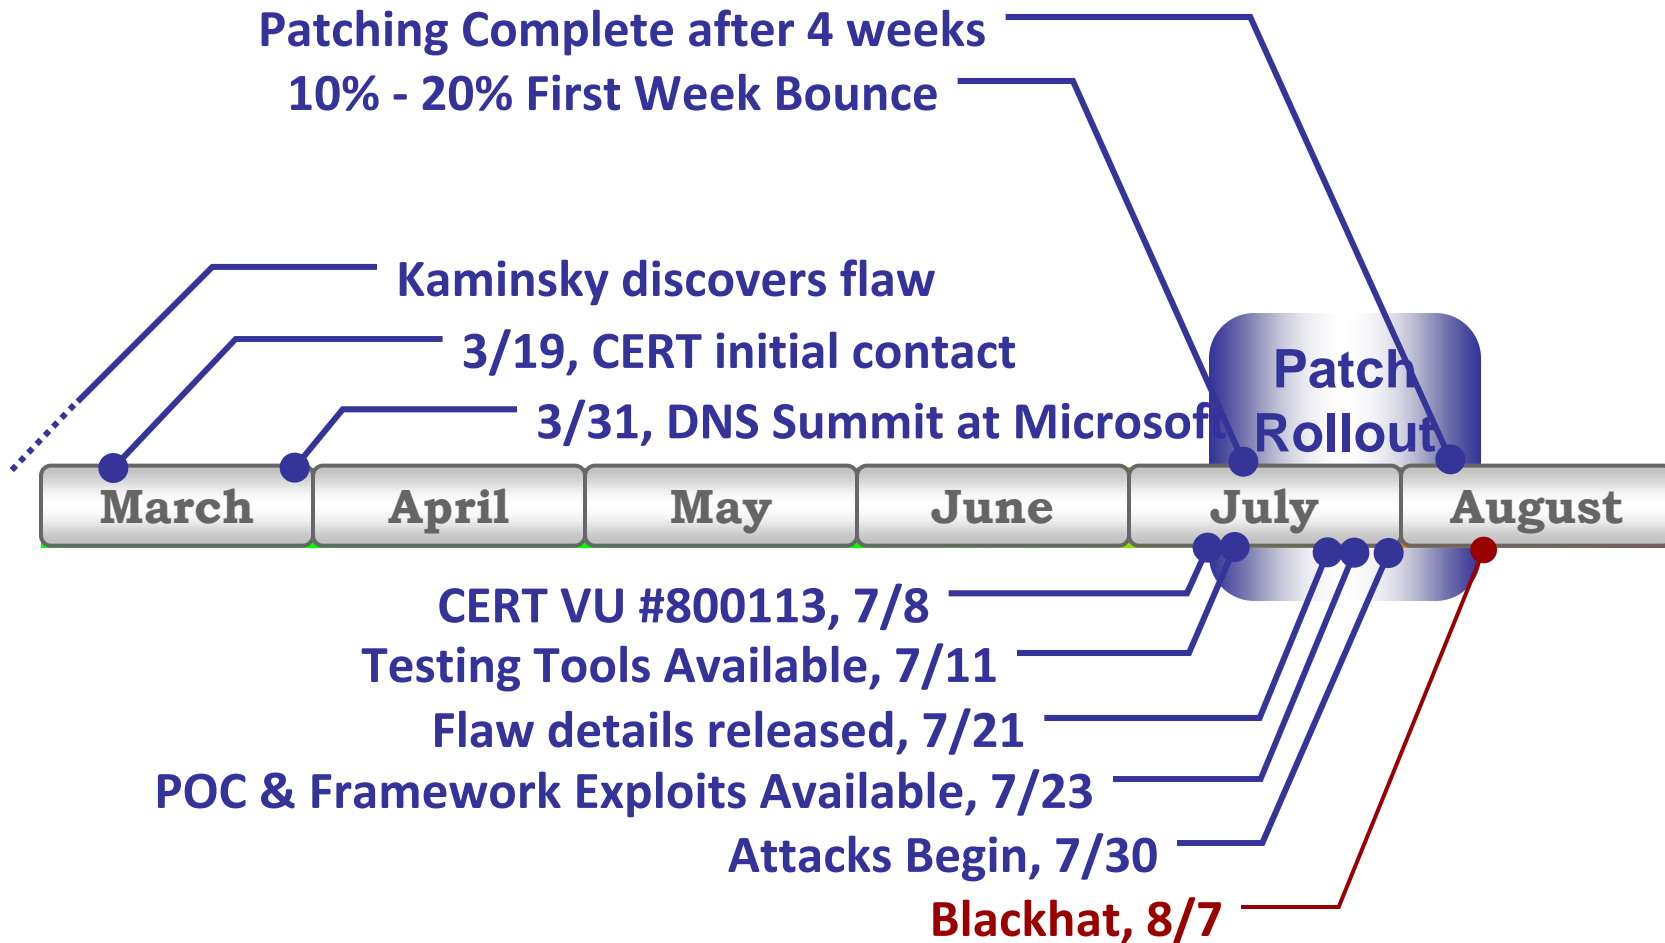 Patching Complete after 4 weeks
10% - 20% First Week Bounce
Kaminsky discovers flaw
3/19, CERT initial contact
3/31, DNS Summit at Microsoft
Patch
Rollout
March
April
May
June
July
August
CERT VU #800113, 7/8
Testing Tools Available, 7/11
Flaw details released, 7/21
POC & Framework Exploits Available, 7/23
Attacks Begin, 7/30
Blackhat, 8/7